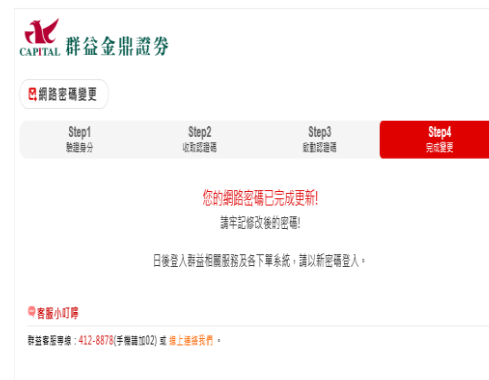 CAPITAL 群益金鼎證券
網路密碼變更
Step1 Step2 Step3 Step4
驗證身分 收取認證碼 啟動認證碼 完成變更
您的網路密碼已完成更新!
請牢記修改後的密碼!
日後登入群益相關服務及各下單系統，請以新密碼登入。
客服小叮嚀
群益客服專線：412-8878(手機請加02) 或 線上連絡我們 。